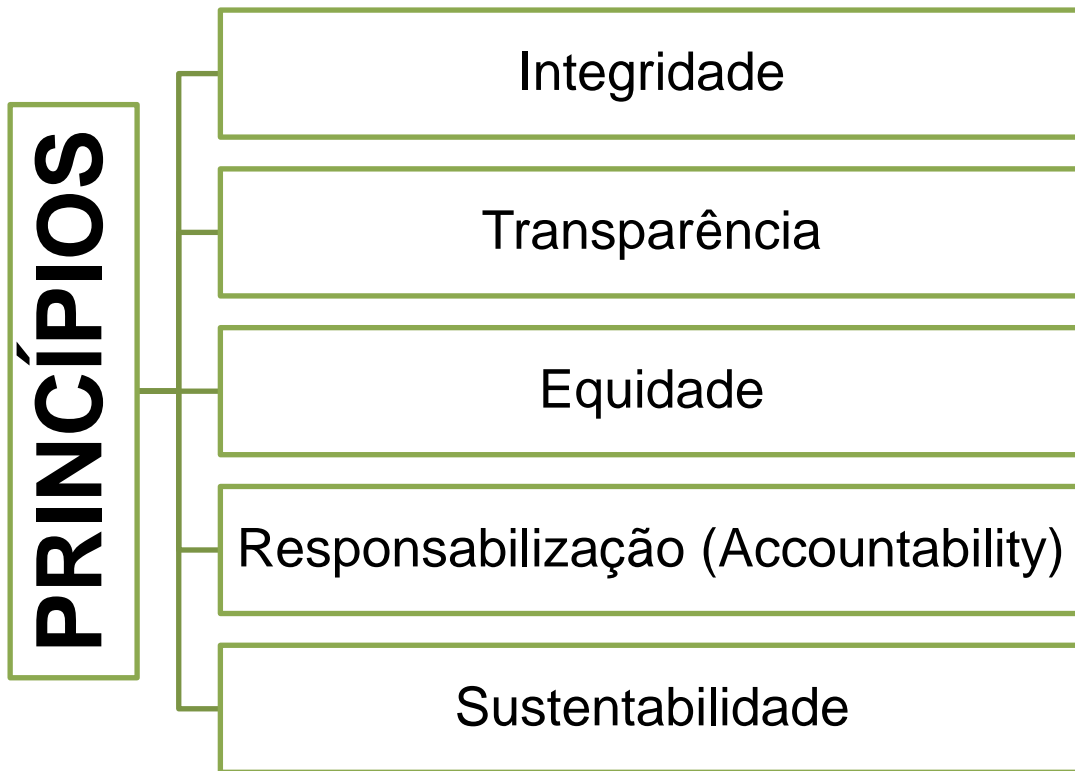 PRINCÍPIOS
Integridade
Transparência
Equidade
Responsabilização (Accountability)
Sustentabilidade